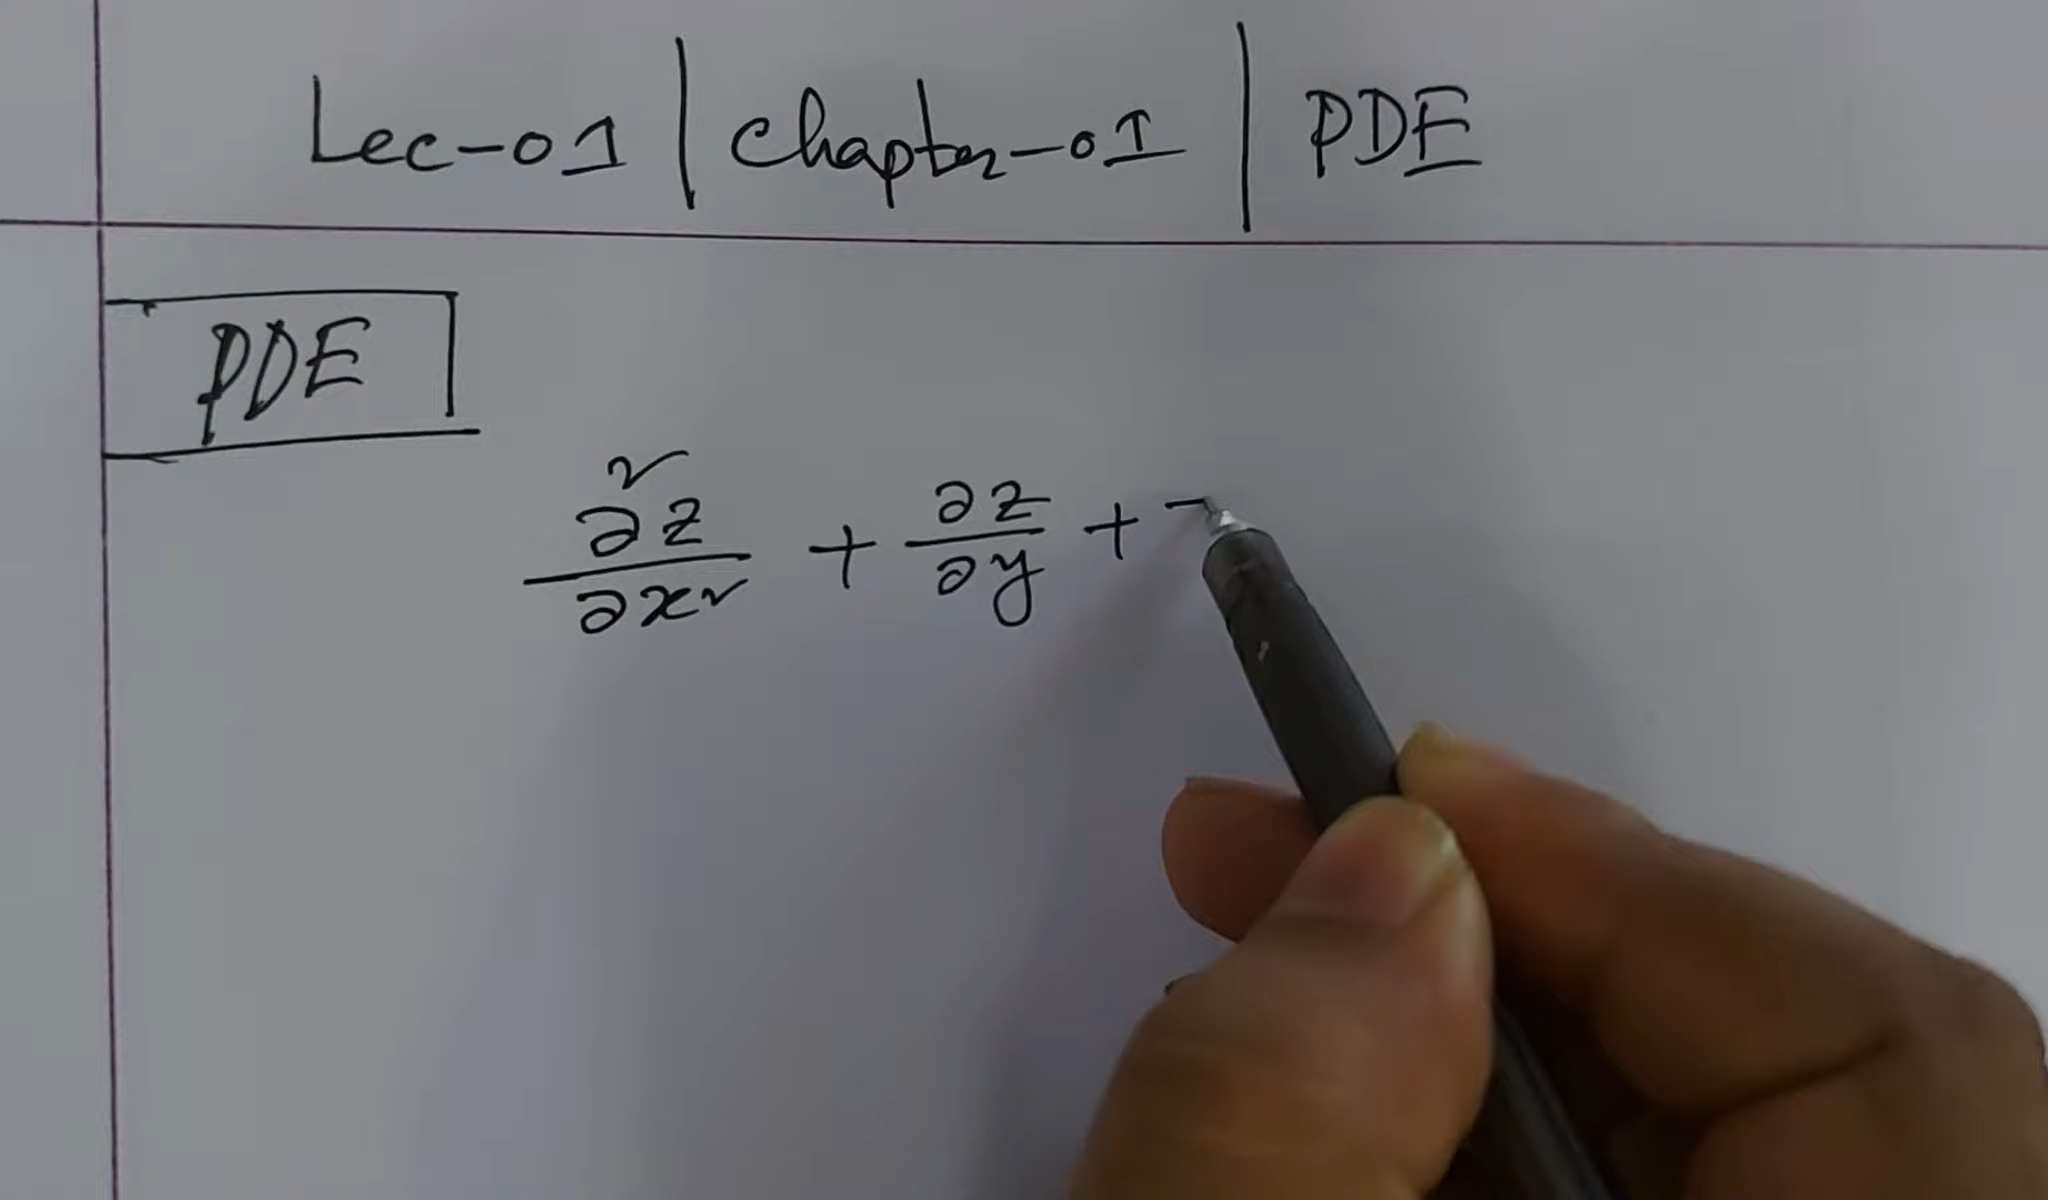 Lec-01 | Chapter-01 | PDE
PDE
∂²z/∂x² + ∂z/∂y +